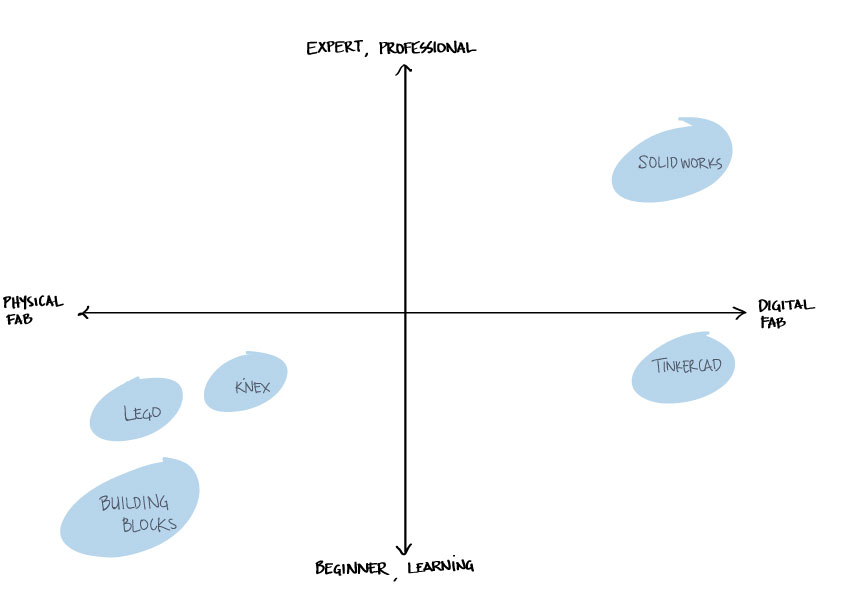 EXPERT, PROFESSIONAL
SOLIDWORKS
PHYSICAL
FAB
DIGITAL
FAB
TINKERCAD
KNEX
LEGO
BUILDING
BLOCKS
BEGINNER, LEARNING